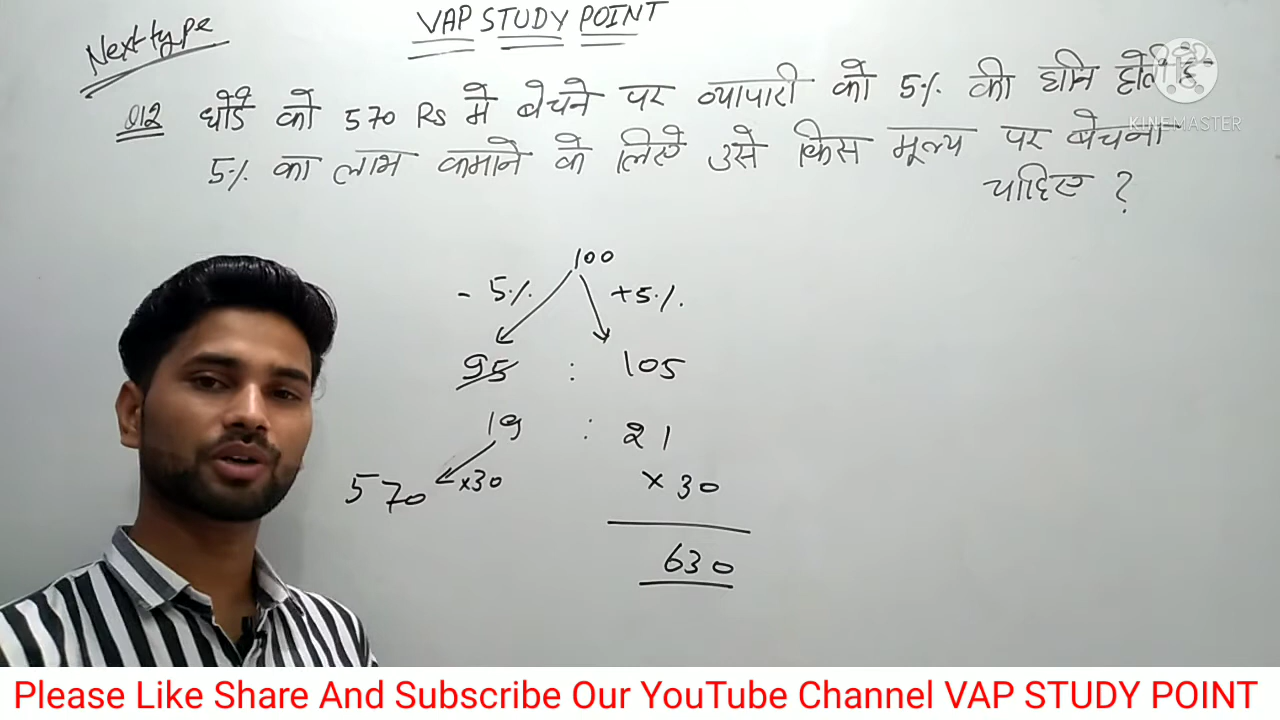 VAP STUDY POINT
Next type
Q12 घोडे को 570 Rs में बेचने पर व्यापारी को 5% की हानि होती है
5% का लाभ कमाने के लिए उसे किस मूल्य पर बेचना
चाहिए ?
KINEMASTER
100
- 5% +5%
95 : 105
19 : 21
570 ×30 × 30
630
Please Like Share And Subscribe Our YouTube Channel VAP STUDY POINT